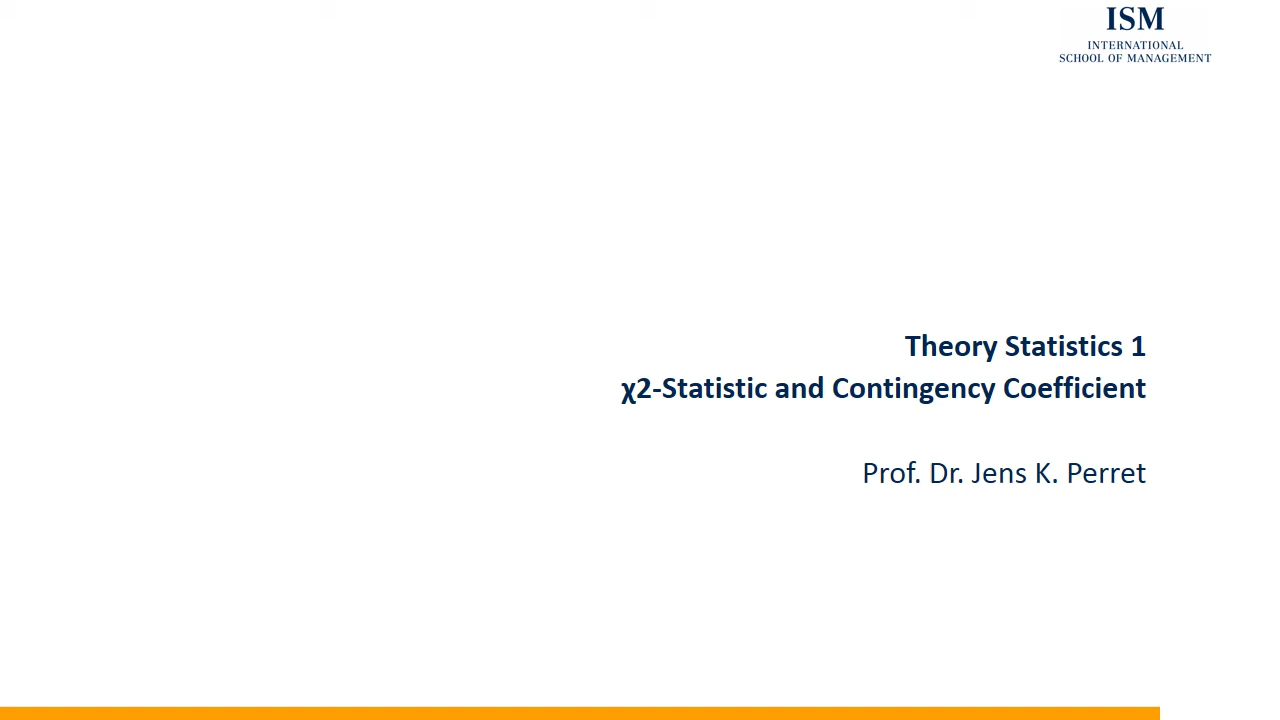 ISM
INTERNATIONAL
SCHOOL OF MANAGEMENT
Theory Statistics 1
χ2-Statistic and Contingency Coefficient
Prof. Dr. Jens K. Perret